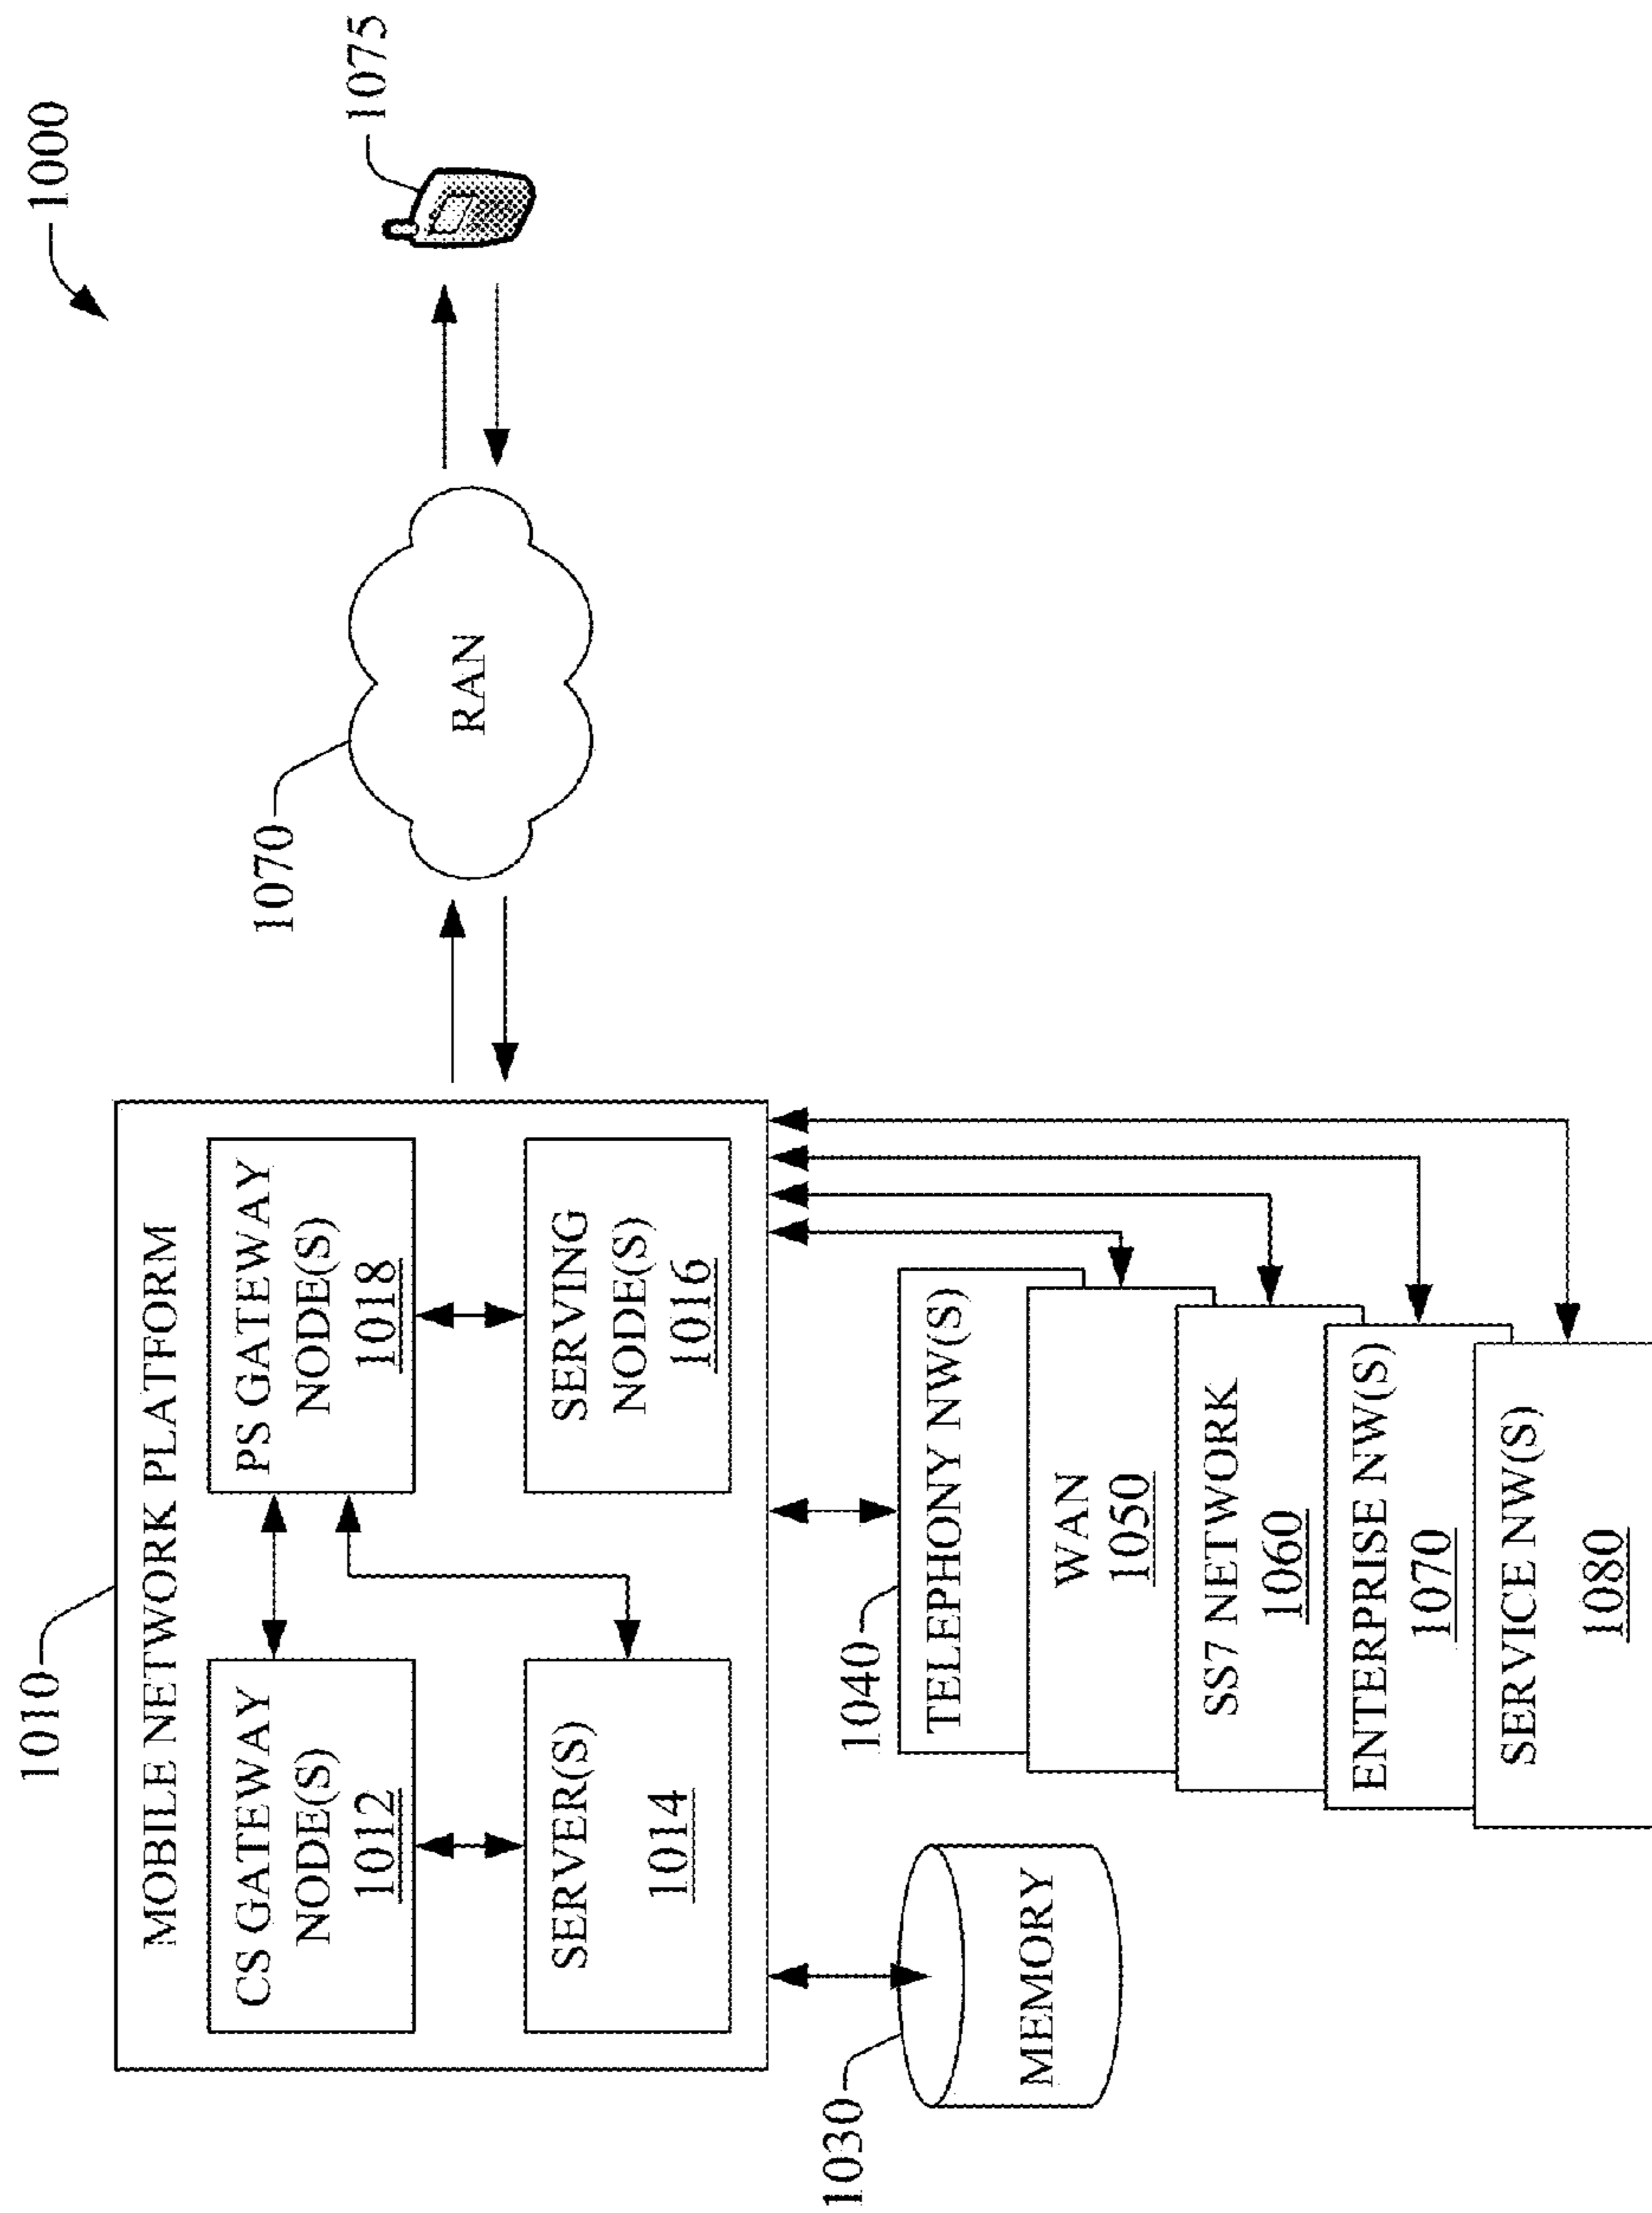 1000
1010
MOBILE NETWORK PLATFORM
CS GATEWAY
NODE(S)
1012
PS GATEWAY
NODE(S)
1018
SERVER(S)
1014
SERVING
NODE(S)
1016
1070
RAN
1075
1030
MEMORY
1040
TELEPHONY NW(S)
WAN
1050
SS7 NETWORK
1060
ENTERPRISE NW(S)
1070
SERVICE NW(S)
1080